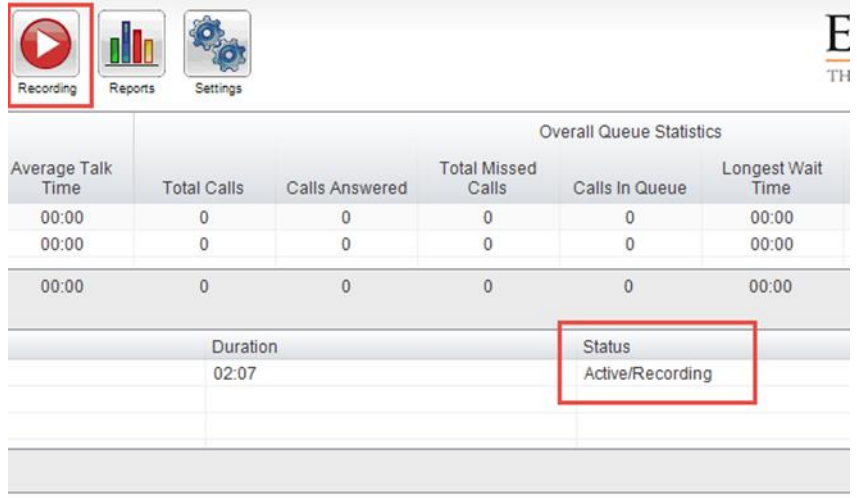 E
TH
Recording Reports Settings
Overall Queue Statistics
Average Talk Time Total Calls Calls Answered Total Missed Calls Calls In Queue Longest Wait Time
00:00 0 0 0 0 00:00
00:00 0 0 0 0 00:00
00:00 0 0 0 0 00:00
Duration Status
02:07 Active/Recording